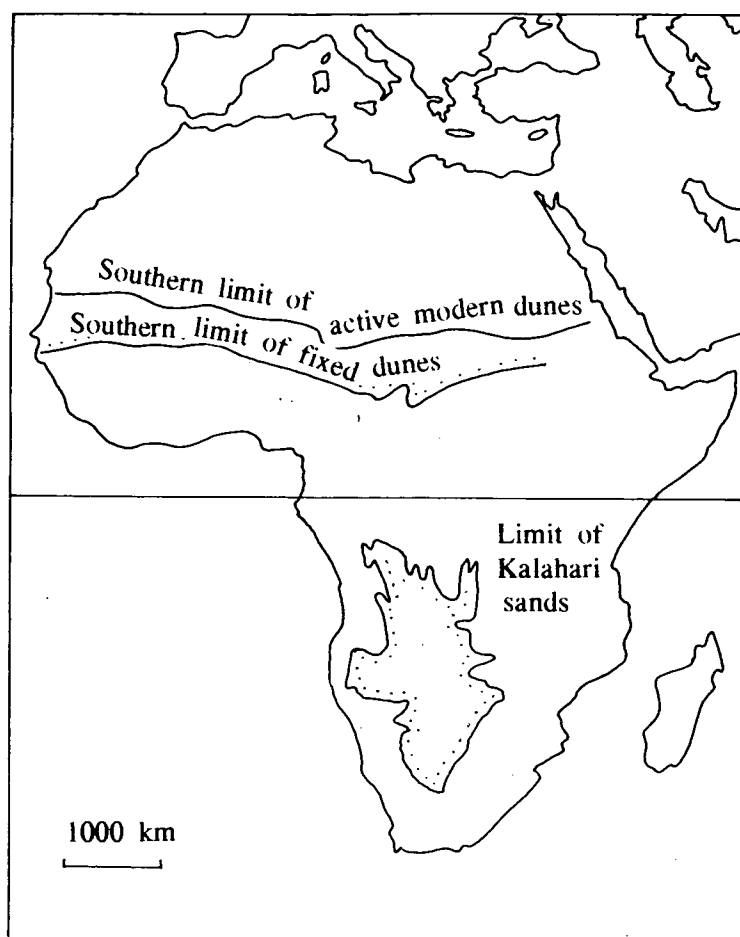 Southern limit of
active modern dunes
Southern limit of fixed dunes
Limit of
Kalahari
sands
1000 km